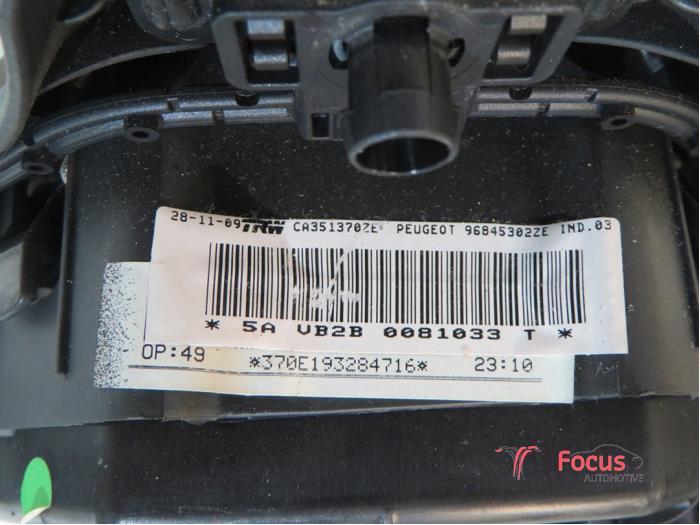 28-11-09 TRW CA351370ZE PEUGEOT 96845302ZE IND.03
* 5A VB2B 0081033 T *
OP:49 *370E193284716* 23:10
Focus
AUTOMOTIVE